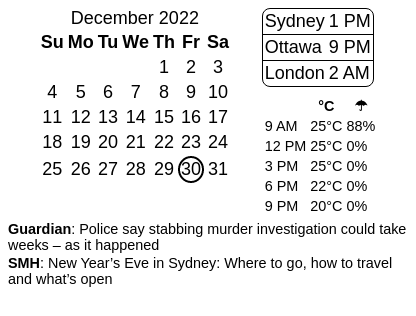 December 2022
Su Mo Tu We Th Fr Sa
1 2 3
4 5 6 7 8 9 10
11 12 13 14 15 16 17
18 19 20 21 22 23 24
25 26 27 28 29 30 31
Sydney 1 PM
Ottawa 9 PM
London 2 AM
°C ☂
9 AM 25°C 88%
12 PM 25°C 0%
3 PM 25°C 0%
6 PM 22°C 0%
9 PM 20°C 0%
Guardian: Police say stabbing murder investigation could take
weeks – as it happened
SMH: New Year’s Eve in Sydney: Where to go, how to travel
and what’s open